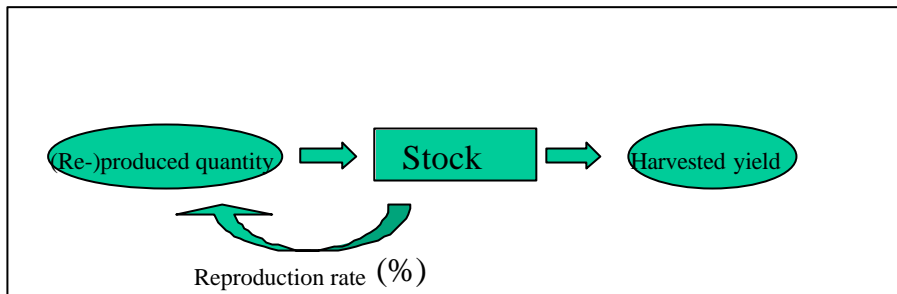 (Re-)produced quantity
Stock
Harvested yield
Reproduction rate (%)